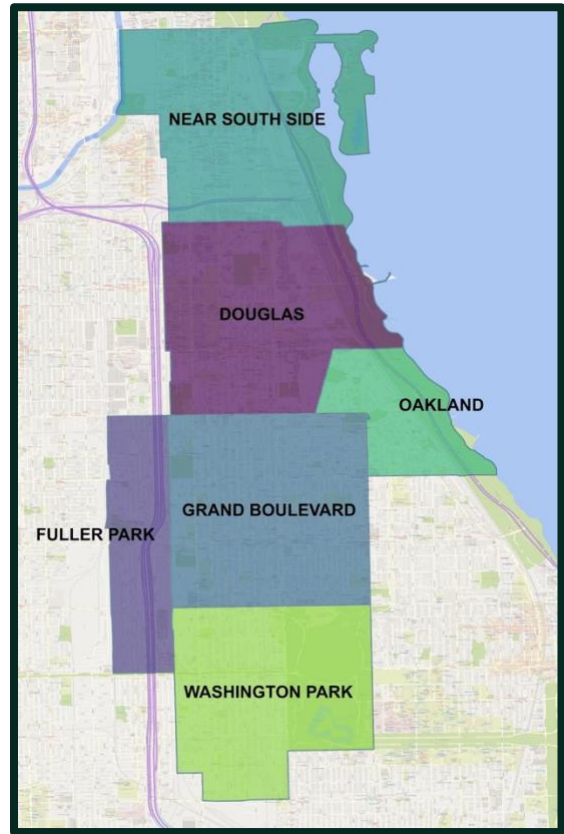 NEAR SOUTH SIDE
DOUGLAS
OAKLAND
GRAND BOULEVARD
FULLER PARK
WASHINGTON PARK